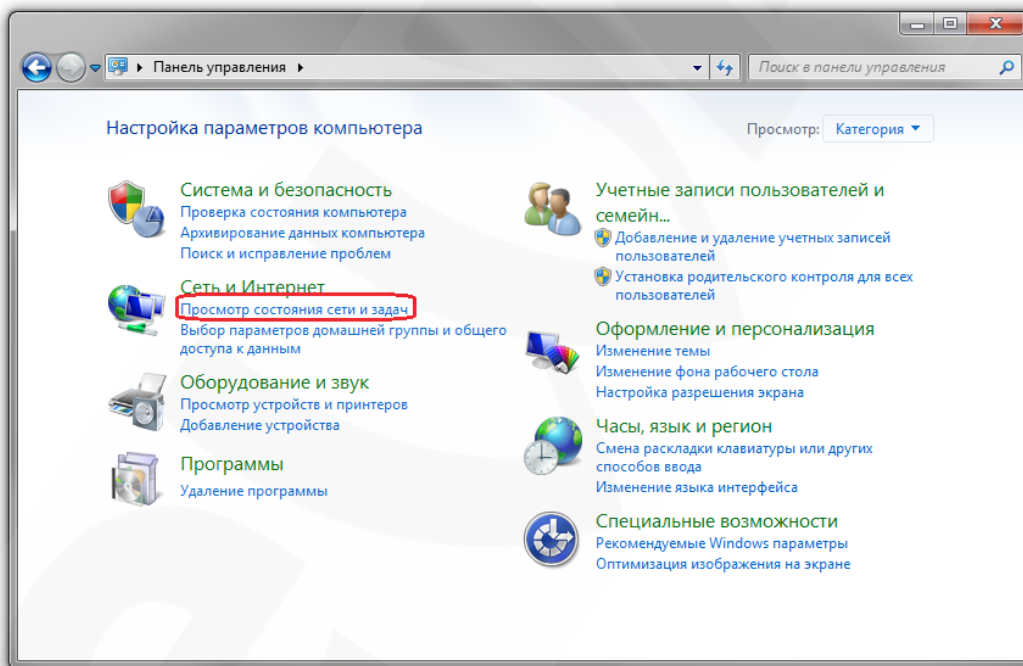 Панель управления
Поиск в панели управления
Настройка параметров компьютера
Просмотр: Категория
Система и безопасность
Проверка состояния компьютера
Архивирование данных компьютера
Поиск и исправление проблем
Сеть и Интернет
Просмотр состояния сети и задач
Выбор параметров домашней группы и общего
доступа к данным
Оборудование и звук
Просмотр устройств и принтеров
Добавление устройства
Программы
Удаление программы
Учетные записи пользователей и
семейн...
Добавление и удаление учетных записей
пользователей
Установка родительского контроля для всех
пользователей
Оформление и персонализация
Изменение темы
Изменение фона рабочего стола
Настройка разрешения экрана
Часы, язык и регион
Смена раскладки клавиатуры или других
способов ввода
Изменение языка интерфейса
Специальные возможности
Рекомендуемые Windows параметры
Оптимизация изображения на экране